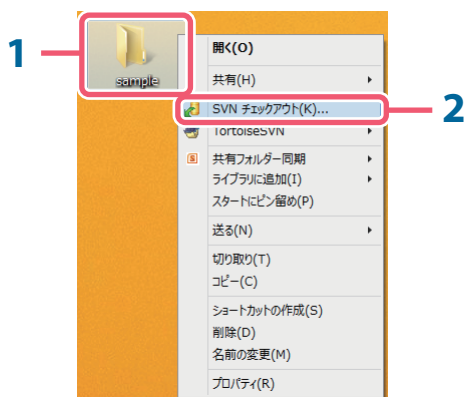 1
sample
開く(O)
共有(H)
2
SVN チェックアウト(K)...
TortoiseSVN
S
共有フォルダー同期
ライブラリに追加(I)
スタートにピン留め(P)
送る(N)
切り取り(T)
コピー(C)
ショートカットの作成(S)
削除(D)
名前の変更(M)
プロパティ(R)